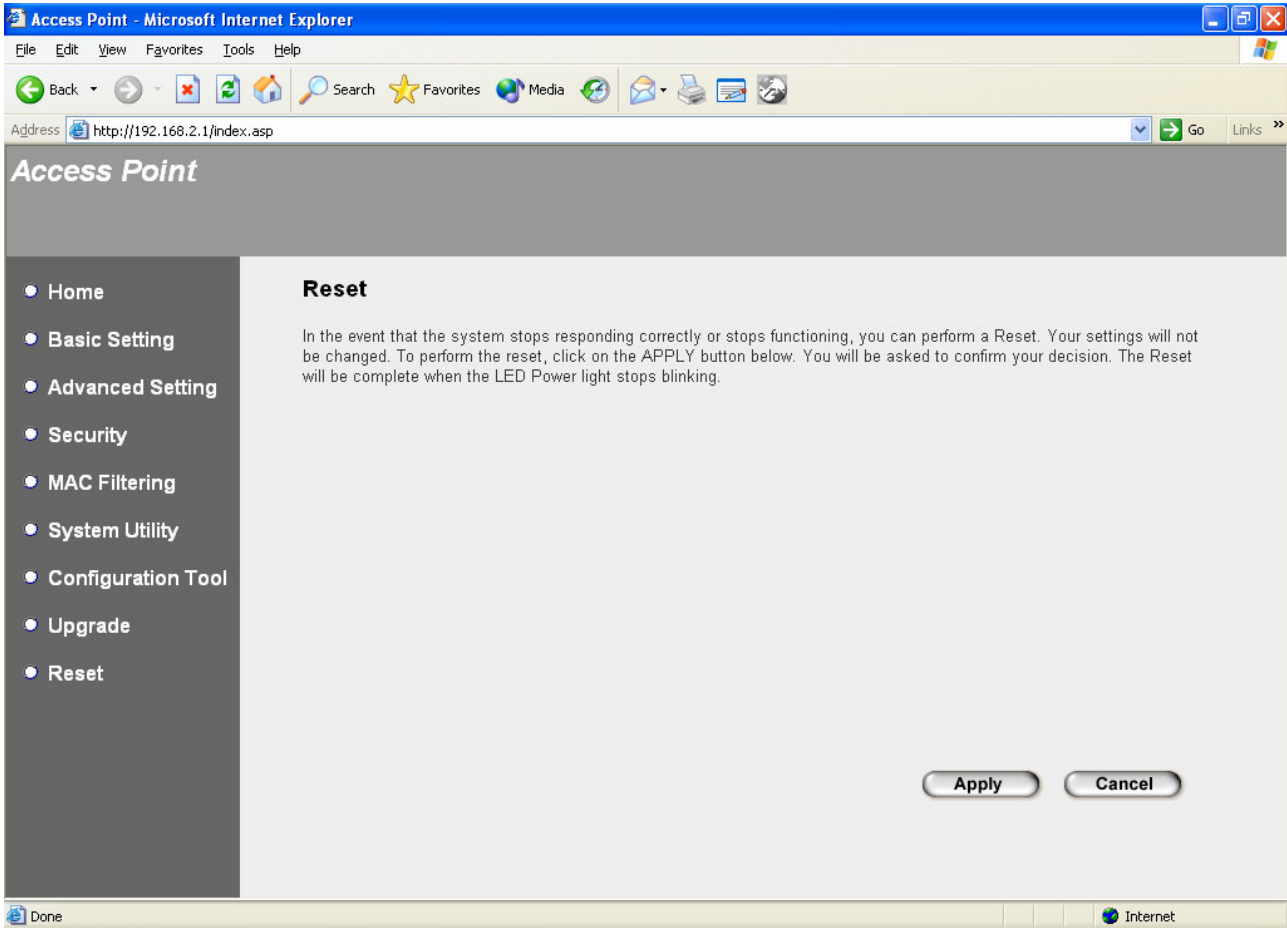 Access Point - Microsoft Internet Explorer
File Edit View Favorites Tools Help
Back Search Favorites Media
Address http://192.168.2.1/index.asp Go Links »
Access Point
Home
Basic Setting
Advanced Setting
Security
MAC Filtering
System Utility
Configuration Tool
Upgrade
Reset
Reset
In the event that the system stops responding correctly or stops functioning, you can perform a Reset. Your settings will not
be changed. To perform the reset, click on the APPLY button below. You will be asked to confirm your decision. The Reset
will be complete when the LED Power light stops blinking.
Apply Cancel
Done Internet